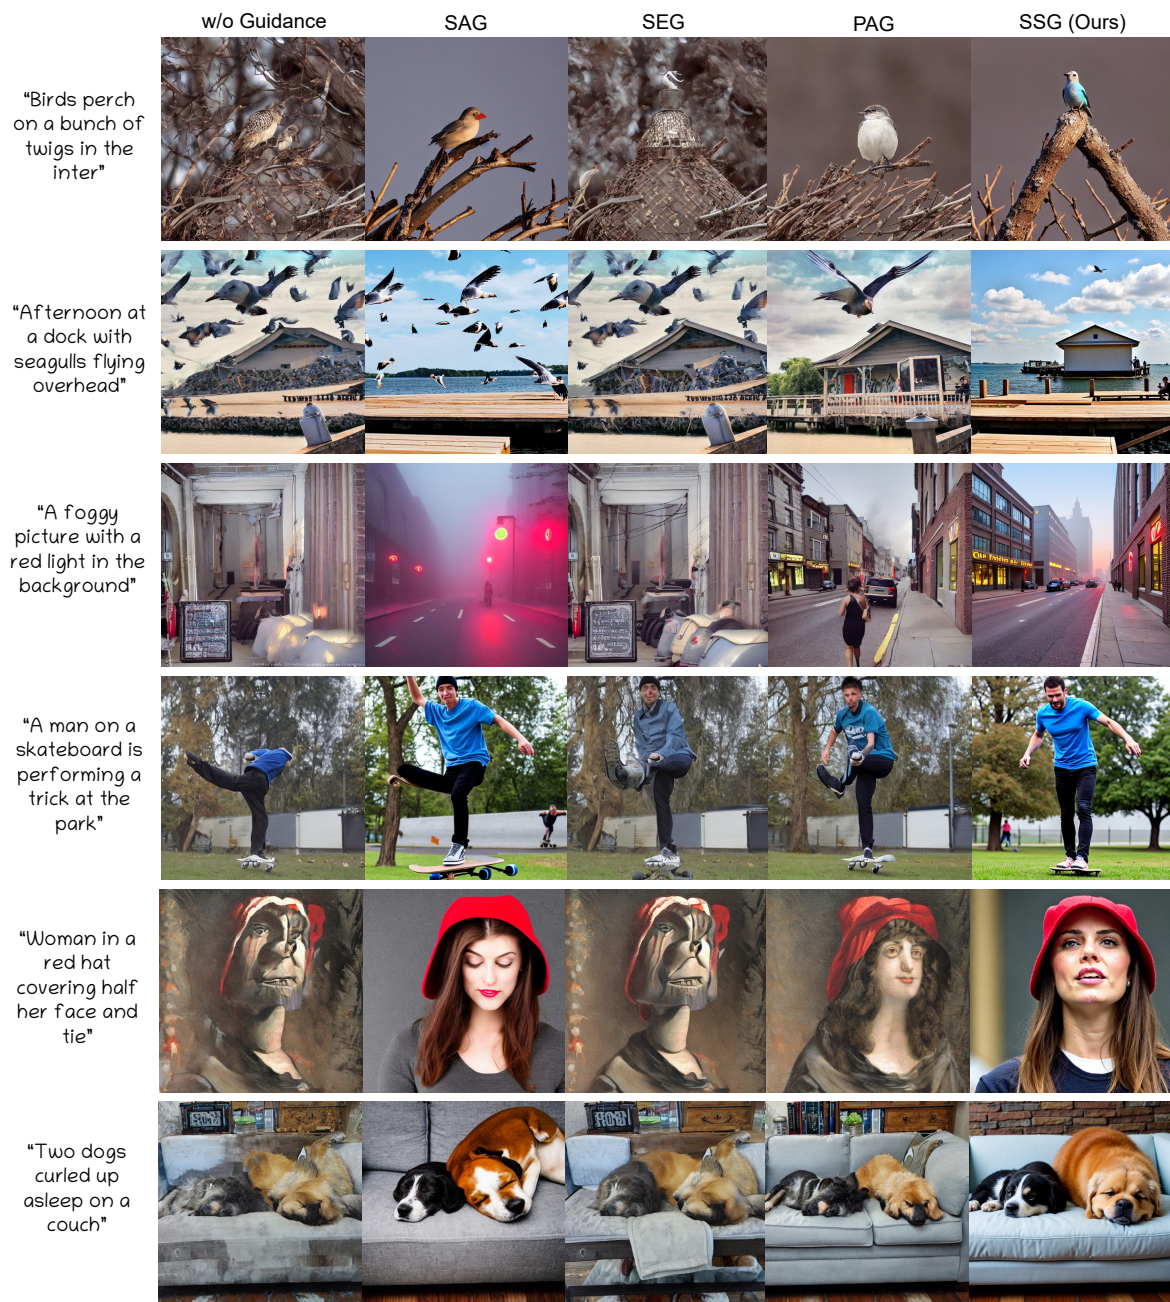 w/o Guidance
SAG
SEG
PAG
SSG (Ours)
“Birds perch
on a bunch of
twigs in the
inter”
“Afternoon at
a dock with
seagulls flying
overhead”
“A foggy
picture with a
red light in the
background”
“A man on a
skateboard is
performing a
trick at the
park”
“Woman in a
red hat
covering half
her face and
tie”
“Two dogs
curled up
asleep on a
couch”